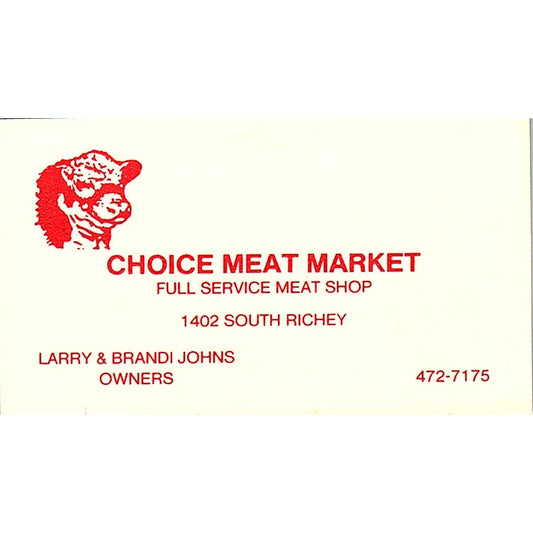 CHOICE MEAT MARKET
FULL SERVICE MEAT SHOP
1402 SOUTH RICHEY
LARRY & BRANDI JOHNS
OWNERS
472-7175